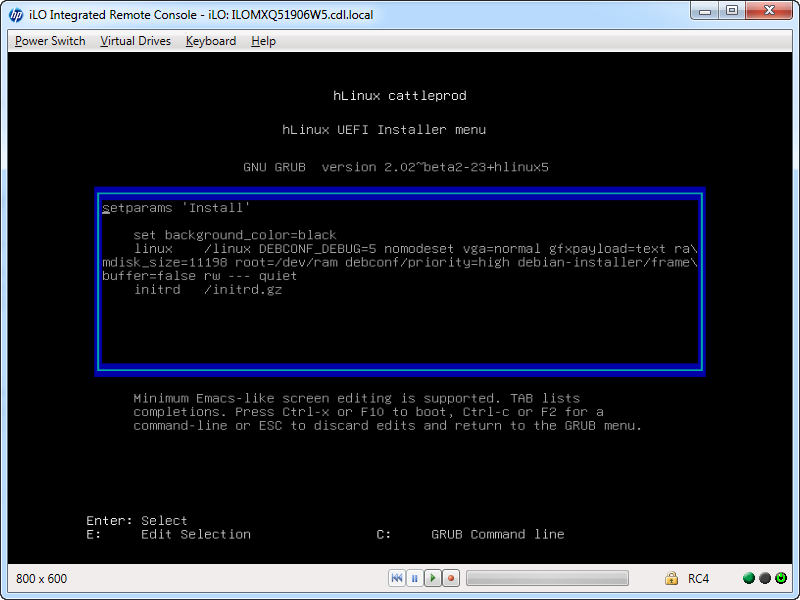 iLO Integrated Remote Console - iLO: ILOMXQ51906W5.cdl.local
Power Switch Virtual Drives Keyboard Help
hLinux cattleprod
hLinux UEFI Installer menu
GNU GRUB version 2.02~beta2-23+hlinux5
setparams 'Install'
set background_color=black
linux /linux DEBCONF_DEBUG=5 nomodeset vga=normal gfxpayload=text ra\
mdisk_size=11198 root=/dev/ram debconf/priority=high debian-installer/frame\
buffer=false rw --- quiet
initrd /initrd.gz
Minimum Emacs-like screen editing is supported. TAB lists
completions. Press Ctrl-x or F10 to boot, Ctrl-c or F2 for a
command-line or ESC to discard edits and return to the GRUB menu.
Enter: Select
E: Edit Selection C: GRUB Command line
800 x 600 RC4